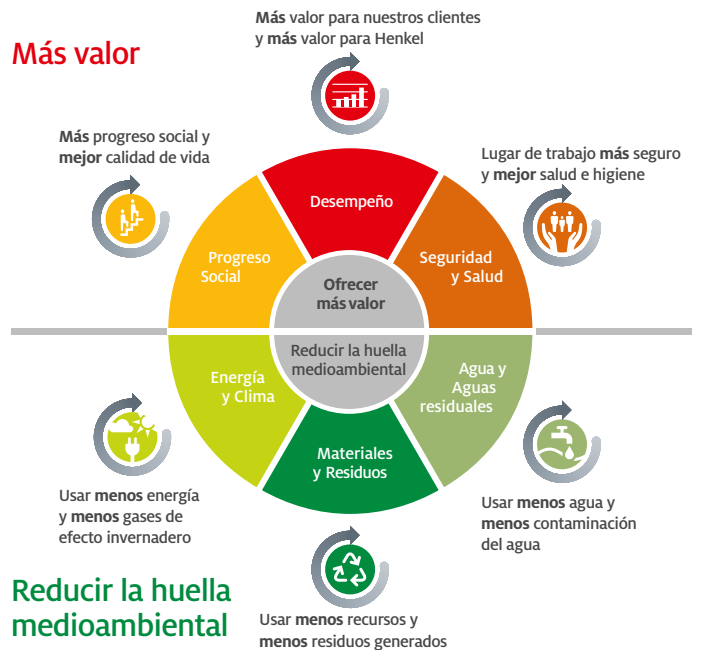 Más valor
Más valor para nuestros clientes
y más valor para Henkel
Más progreso social y
mejor calidad de vida
Lugar de trabajo más seguro
y mejor salud e higiene
Desempeño
Progreso
Social
Seguridad
y Salud
Ofrecer
más valor
Reducir la huella
medioambiental
Energía
y Clima
Agua y
Aguas
residuales
Materiales
y Residuos
Usar menos energía
y menos gases de
efecto invernadero
Usar menos agua y
menos contaminación
del agua
Reducir la huella
medioambiental
Usar menos recursos y
menos residuos generados